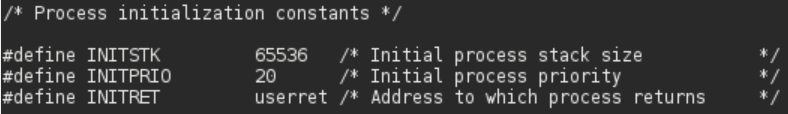 /* Process initialization constants */
#define INITSTK 65536 /* Initial process stack size */
#define INITPRIO 20 /* Initial process priority */
#define INITRET userret /* Address to which process returns */